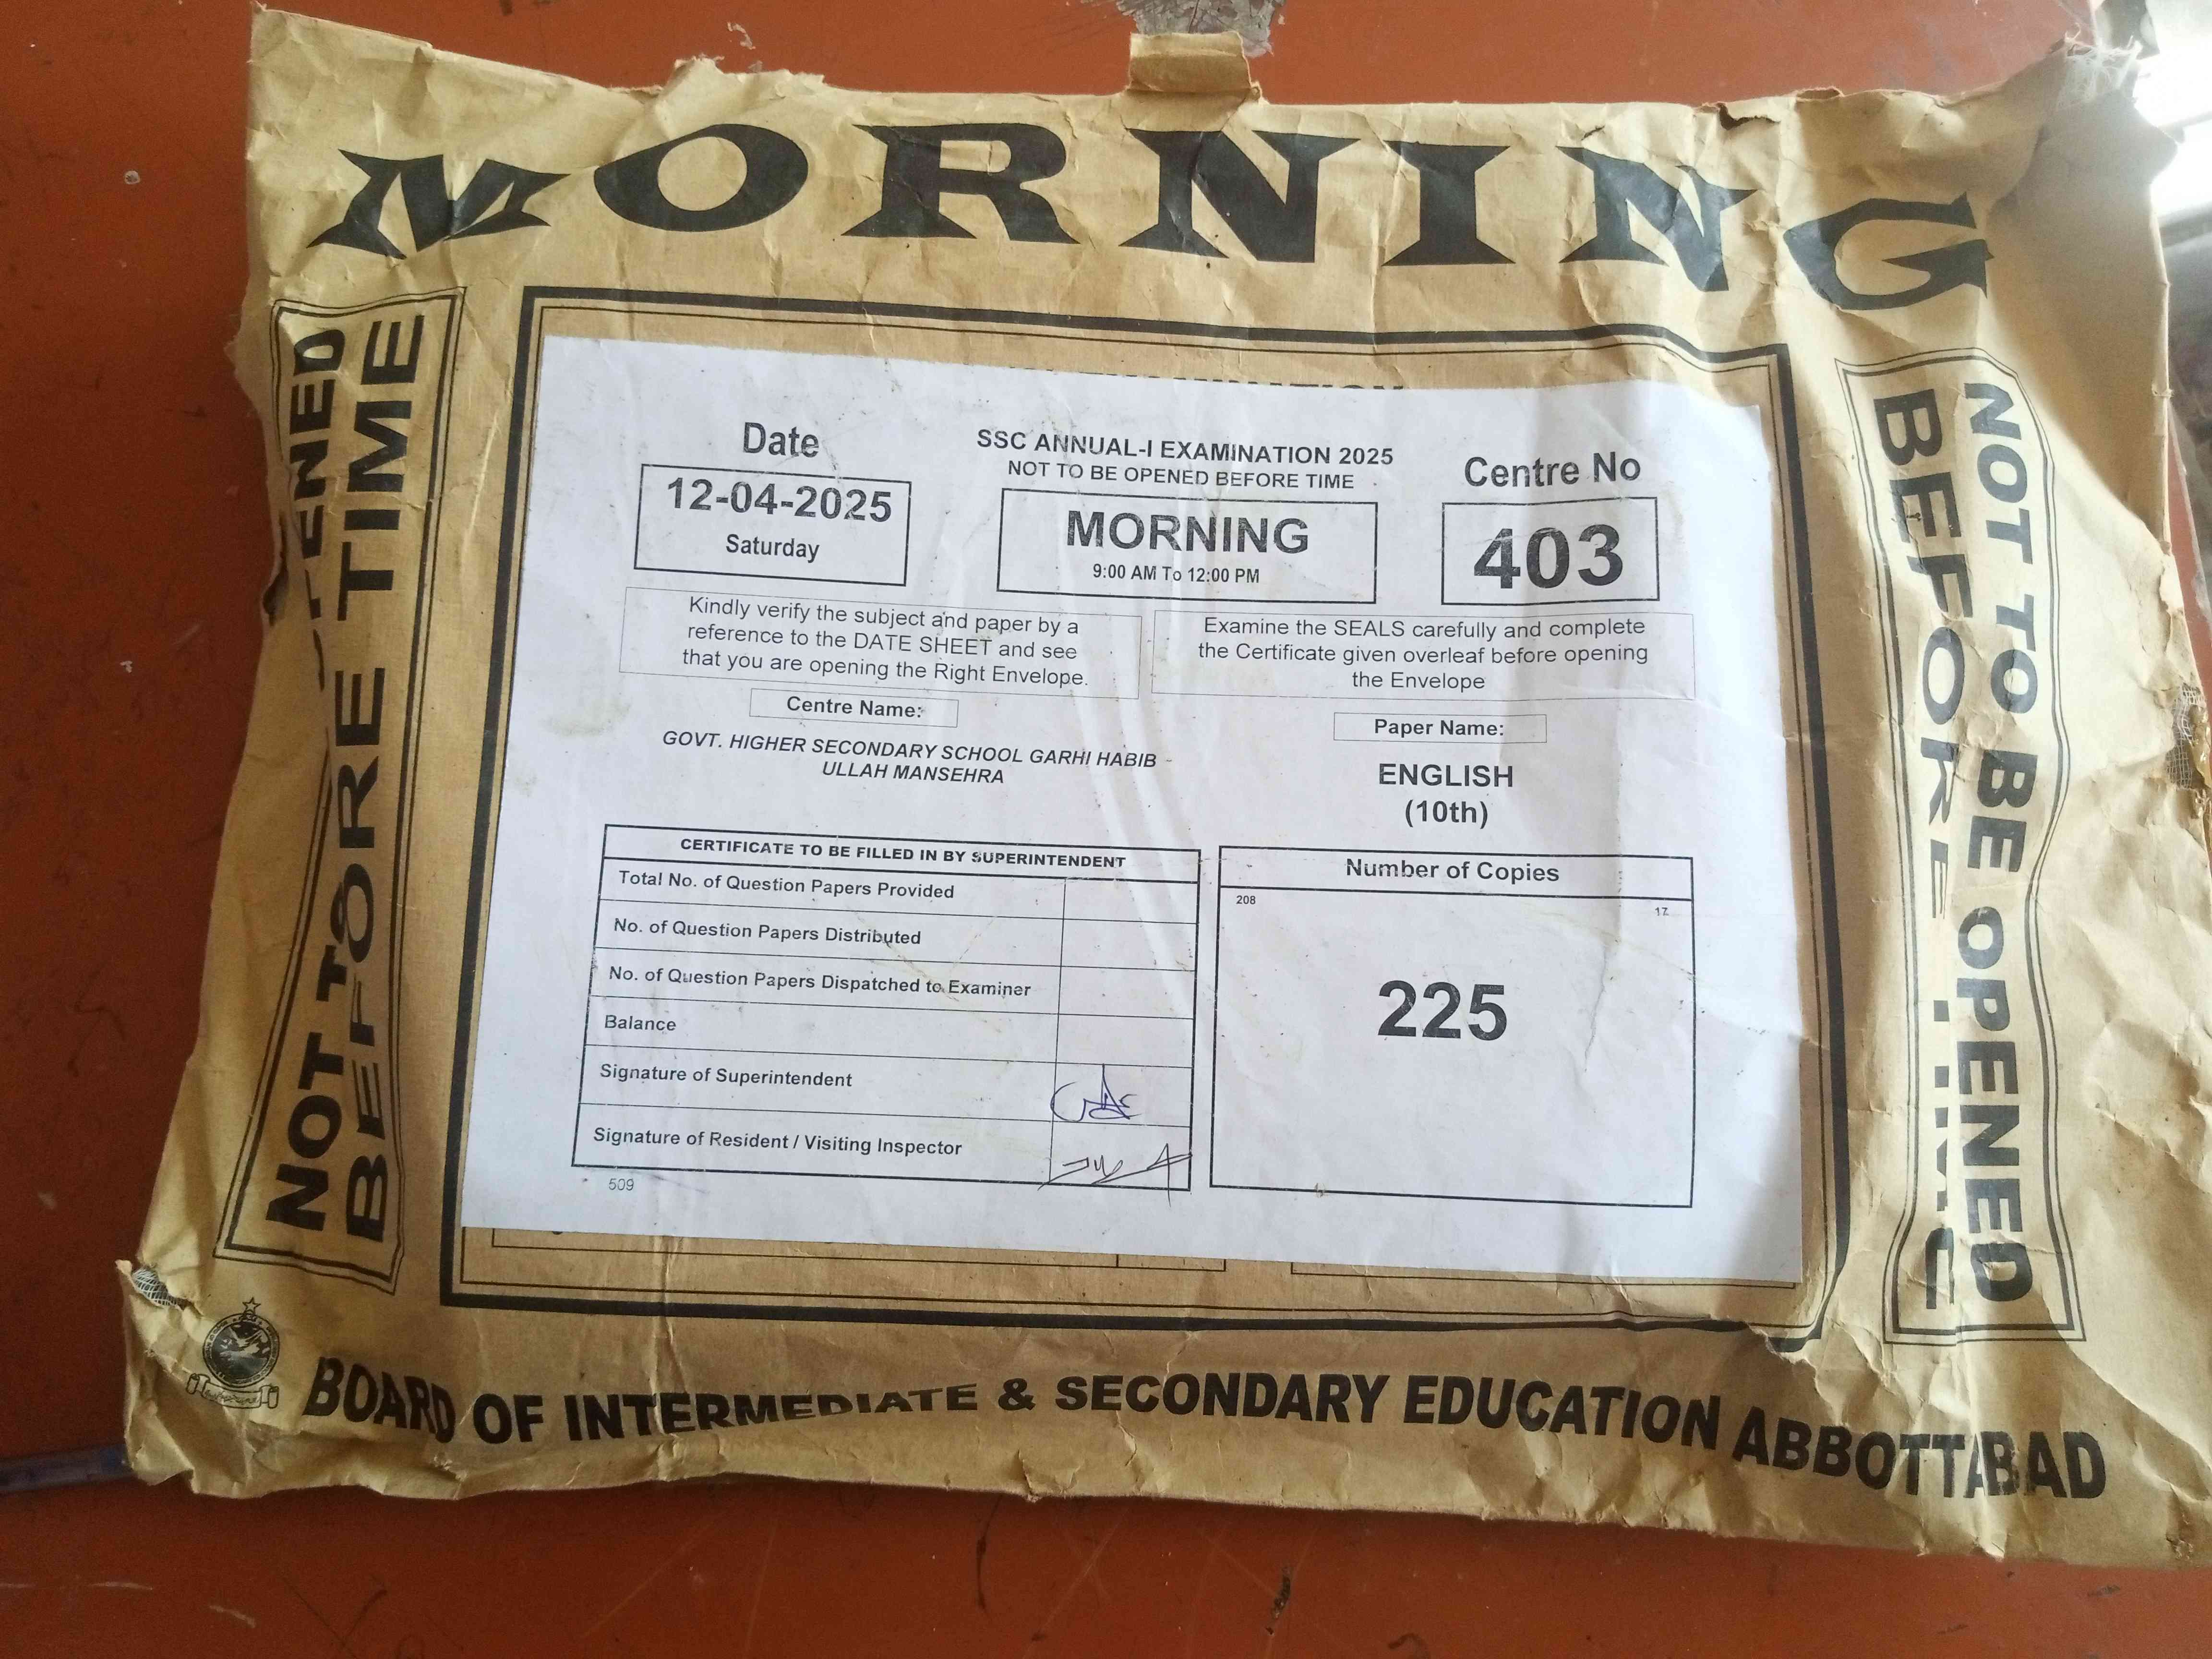 MORNING
NOT TO BE OPENED
BEFORE TIME
Date
12-04-2025
Saturday
SSC ANNUAL-I EXAMINATION 2025
NOT TO BE OPENED BEFORE TIME
MORNING
9:00 AM To 12:00 PM
Centre No
403
Kindly verify the subject and paper by a
reference to the DATE SHEET and see
that you are opening the Right Envelope.
Examine the SEALS carefully and complete
the Certificate given overleaf before opening
the Envelope
Centre Name:
GOVT. HIGHER SECONDARY SCHOOL GARHI HABIB
ULLAH MANSEHRA
Paper Name:
ENGLISH
(10th)
CERTIFICATE TO BE FILLED IN BY SUPERINTENDENT
Total No. of Question Papers Provided
No. of Question Papers Distributed
No. of Question Papers Dispatched to Examiner
Balance
Signature of Superintendent
Signature of Resident / Visiting Inspector
509
Number of Copies
208
17
225
NOT TO BE OPENED
BEFORE TIME
BOARD OF INTERMEDIATE & SECONDARY EDUCATION ABBOTTABAD